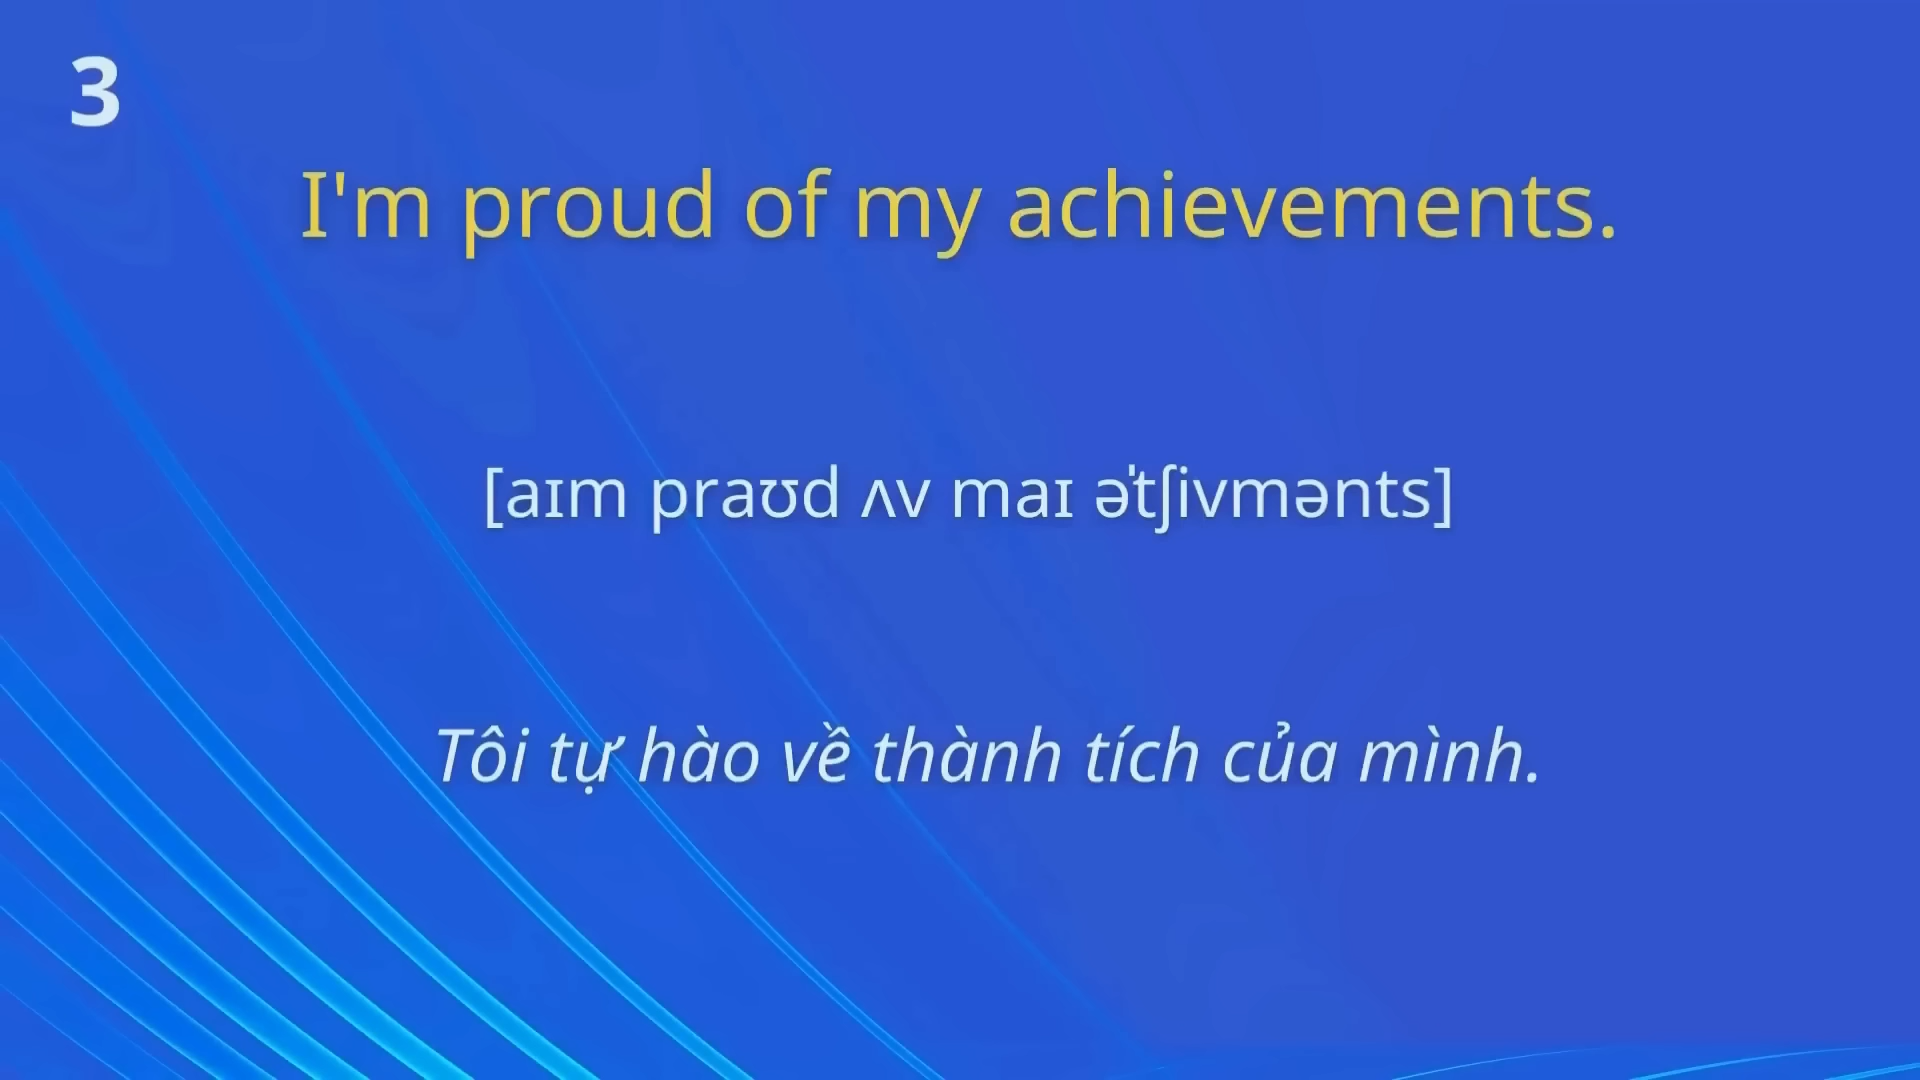 3
I'm proud of my achievements.
[aɪm praʊd ʌv maɪ əˈtʃivmənts]
Tôi tự hào về thành tích của mình.